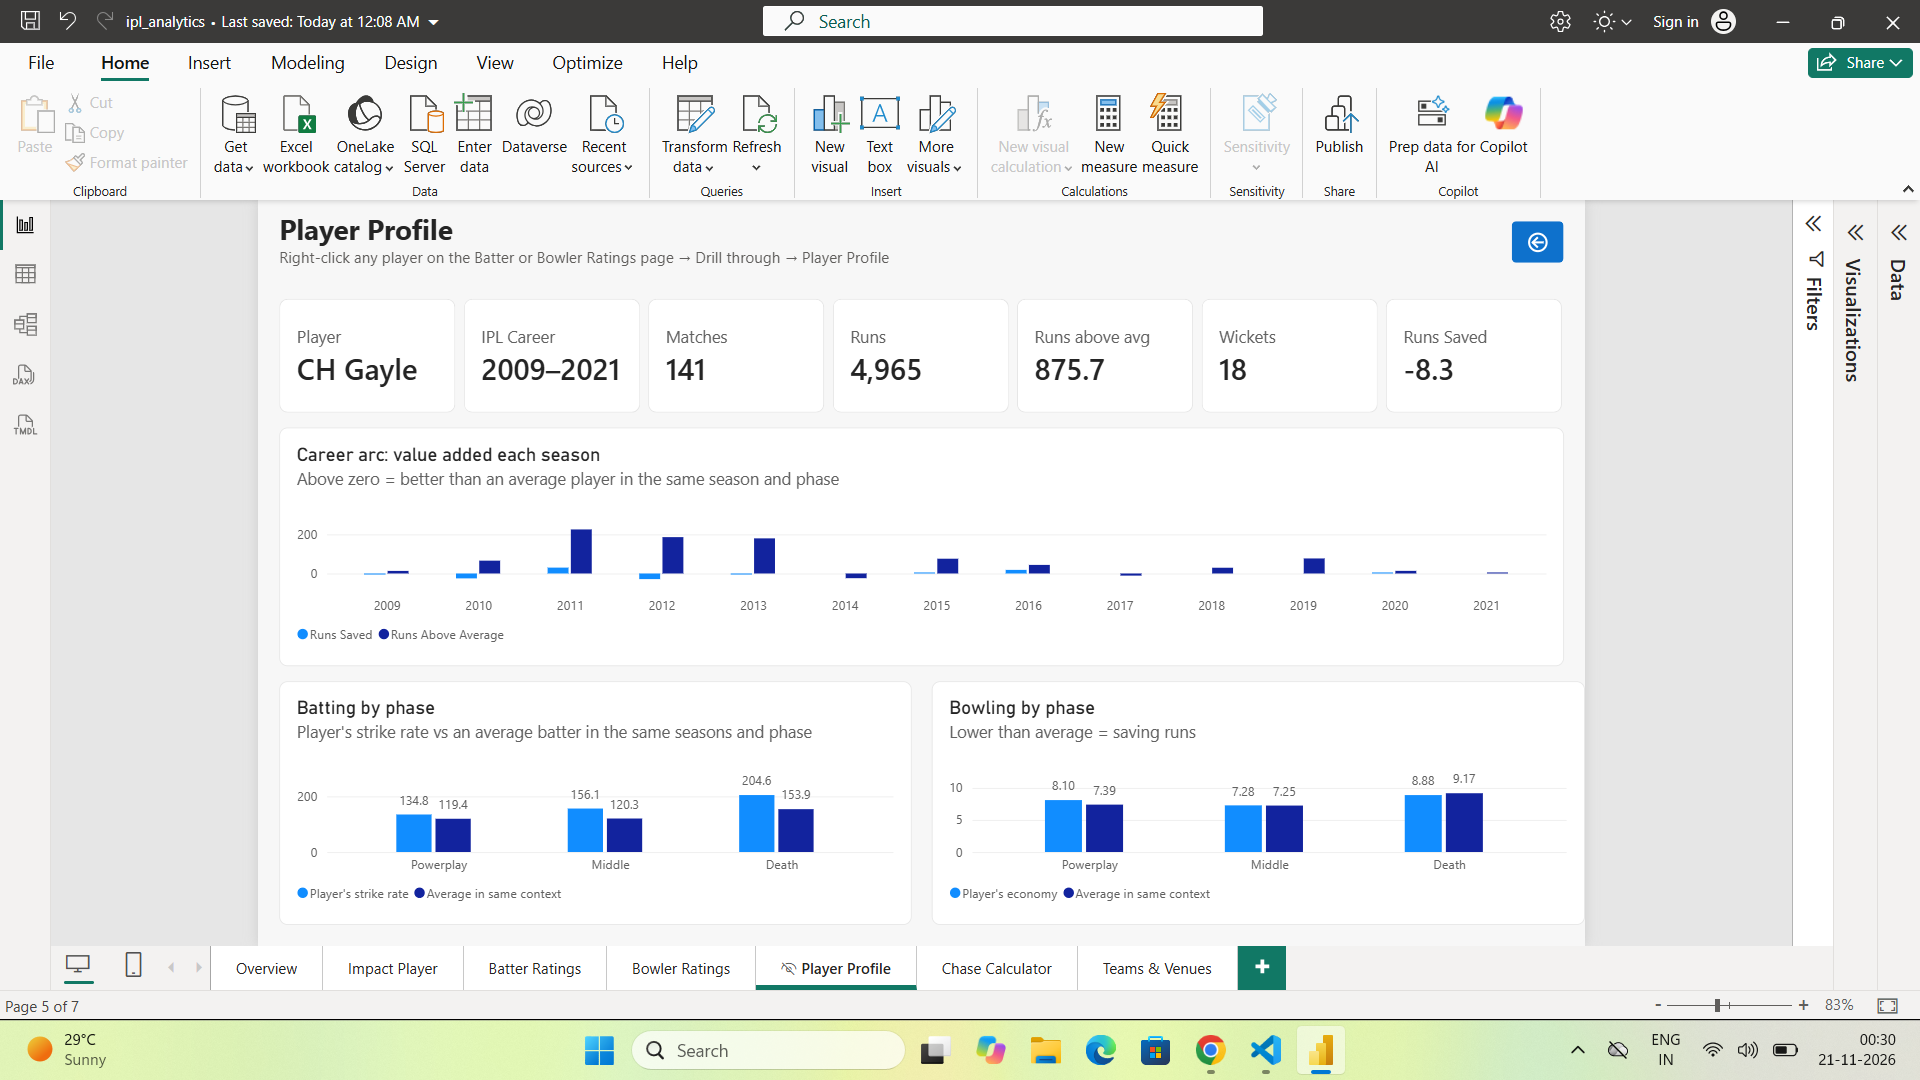 ipl_analytics • Last saved: Today at 12:08 AM
Search
Sign in
File
Home
Insert
Modeling
Design
View
Optimize
Help
Share
Paste
Cut
Copy
Format painter
Clipboard
Get data
Excel workbook
OneLake catalog
SQL Server
Enter data
Dataverse
Recent sources
Data
Transform data
Refresh
Queries
New visual
Text box
More visuals
Insert
New visual calculation
New measure
Quick measure
Calculations
Sensitivity
Sensitivity
Publish
Share
Prep data for AI
Copilot
Copilot
DAX
TMDL
Player Profile
Right-click any player on the Batter or Bowler Ratings page → Drill through → Player Profile
Player
CH Gayle
IPL Career
2009–2021
Matches
141
Runs
4,965
Runs above avg
875.7
Wickets
18
Runs Saved
-8.3
Career arc: value added each season
Above zero = better than an average player in the same season and phase
200
0
2009 2010 2011 2012 2013 2014 2015 2016 2017 2018 2019 2020 2021
Runs Saved Runs Above Average
Batting by phase
Player's strike rate vs an average batter in the same seasons and phase
200
0
134.8 119.4
156.1 120.3
204.6 153.9
Powerplay Middle Death
Player's strike rate Average in same context
Bowling by phase
Lower than average = saving runs
10
5
0
8.10 7.39
7.28 7.25
8.88 9.17
Powerplay Middle Death
Player's economy Average in same context
Filters
Visualizations
Data
Overview
Impact Player
Batter Ratings
Bowler Ratings
Player Profile
Chase Calculator
Teams & Venues
+
Page 5 of 7
- + 83%
29°C
Sunny
Search
ENG
IN
00:30
21-11-2026